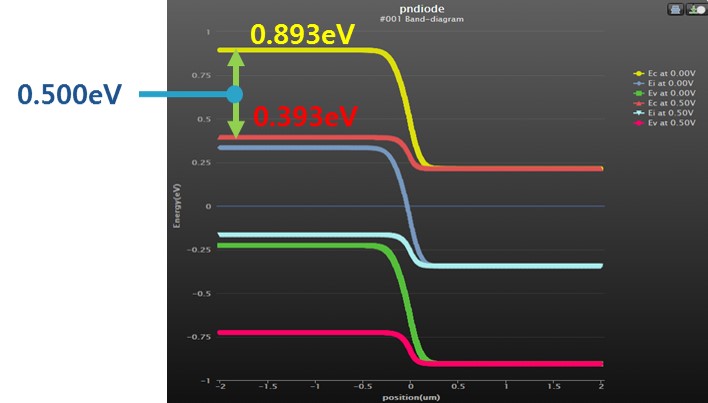 pndiode
#001 Band-diagram
0.893eV
0.500eV
0.393eV
Ec at 0.00V
Ei at 0.00V
Ev at 0.00V
Ec at 0.50V
Ei at 0.50V
Ev at 0.50V
Energy(eV)
1
0.75
0.5
0.25
0
-0.25
-0.5
-0.75
-1
-2
-1.5
-1
-0.5
0
0.5
1
1.5
2
position(um)